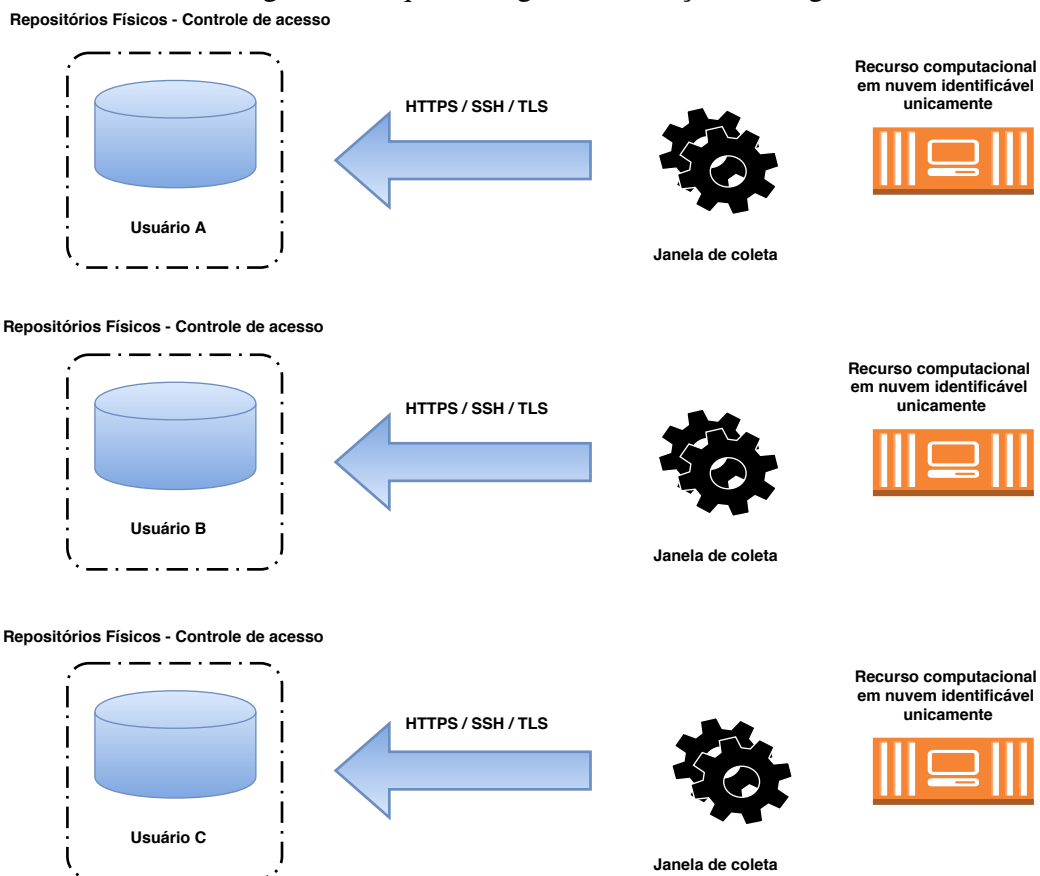 Repositórios Físicos - Controle de acesso
HTTPS / SSH / TLS
Recurso computacional
em nuvem identificável
unicamente
Usuário A
Janela de coleta
Repositórios Físicos - Controle de acesso
HTTPS / SSH / TLS
Recurso computacional
em nuvem identificável
unicamente
Usuário B
Janela de coleta
Repositórios Físicos - Controle de acesso
HTTPS / SSH / TLS
Recurso computacional
em nuvem identificável
unicamente
Usuário C
Janela de coleta